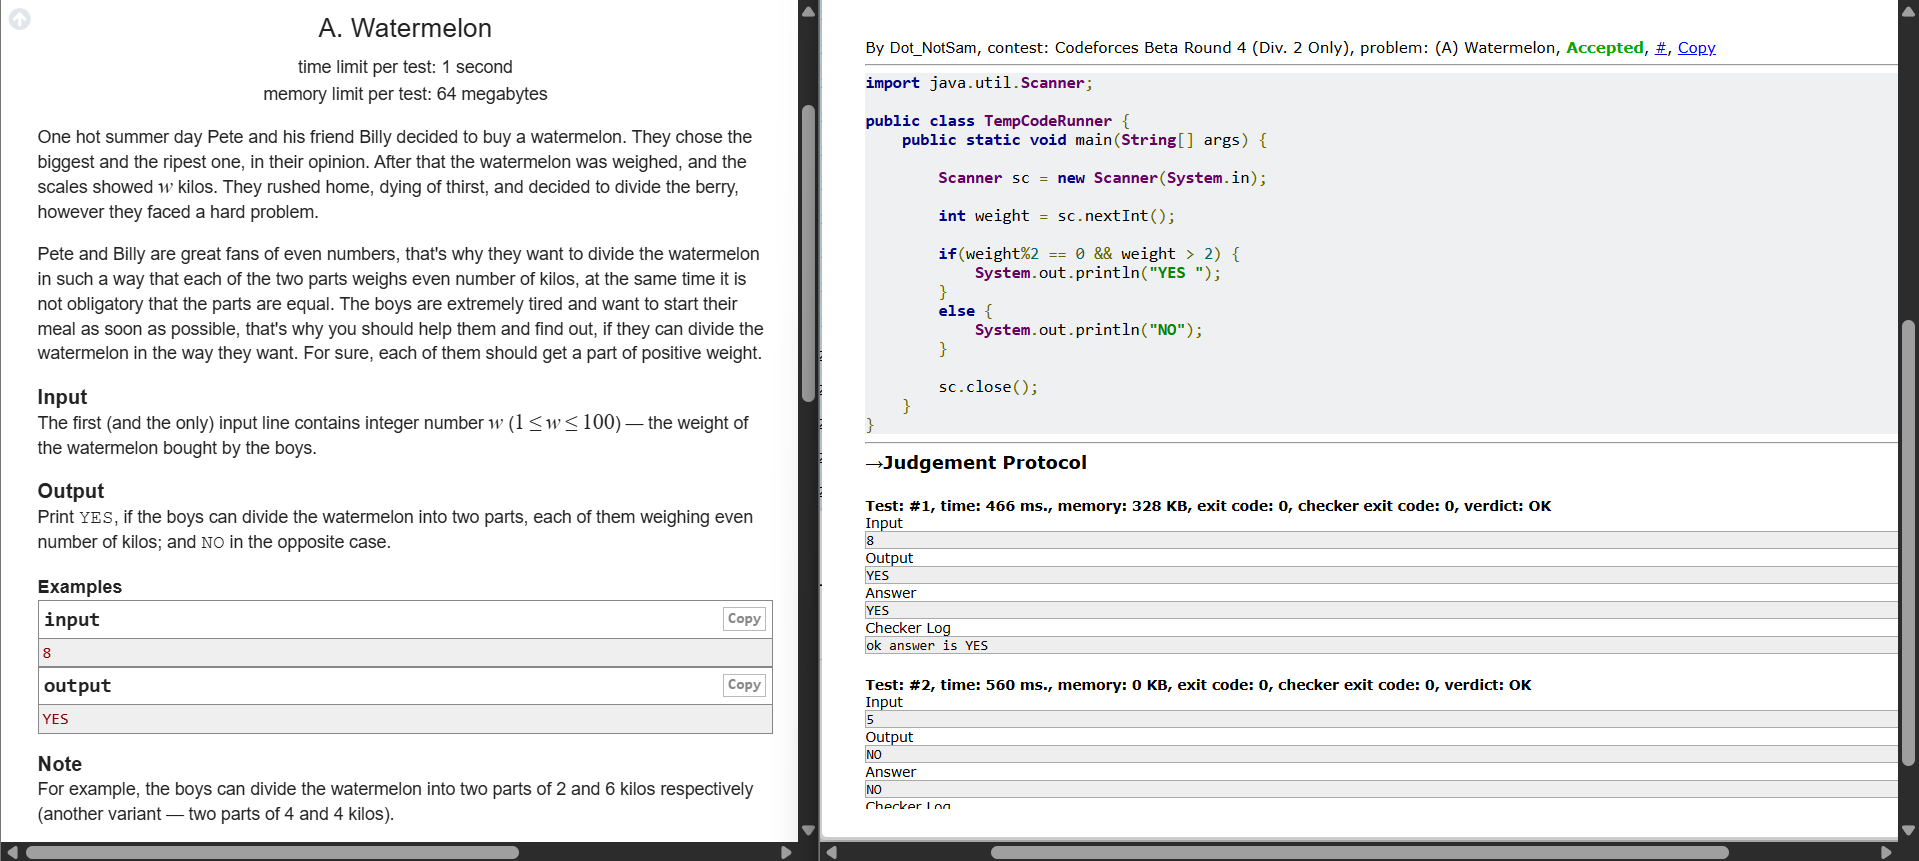 A. Watermelon
time limit per test: 1 second
memory limit per test: 64 megabytes
One hot summer day Pete and his friend Billy decided to buy a watermelon. They chose the
biggest and the ripest one, in their opinion. After that the watermelon was weighed, and the
scales showed w kilos. They rushed home, dying of thirst, and decided to divide the berry,
however they faced a hard problem.
Pete and Billy are great fans of even numbers, that's why they want to divide the watermelon
in such a way that each of the two parts weighs even number of kilos, at the same time it is
not obligatory that the parts are equal. The boys are extremely tired and want to start their
meal as soon as possible, that's why you should help them and find out, if they can divide the
watermelon in the way they want. For sure, each of them should get a part of positive weight.
Input
The first (and the only) input line contains integer number w (1 ≤ w ≤ 100) — the weight of
the watermelon bought by the boys.
Output
Print YES, if the boys can divide the watermelon into two parts, each of them weighing even
number of kilos; and NO in the opposite case.
Examples
input Copy
8
output Copy
YES
Note
For example, the boys can divide the watermelon into two parts of 2 and 6 kilos respectively
(another variant — two parts of 4 and 4 kilos).
By Dot_NotSam, contest: Codeforces Beta Round 4 (Div. 2 Only), problem: (A) Watermelon, Accepted, #, Copy
import java.util.Scanner;
public class TempCodeRunner {
    public static void main(String[] args) {
        Scanner sc = new Scanner(System.in);
        int weight = sc.nextInt();
        if(weight%2 == 0 && weight > 2) {
            System.out.println("YES ");
        }
        else {
            System.out.println("NO");
        }
        sc.close();
    }
}
→Judgement Protocol
Test: #1, time: 466 ms., memory: 328 KB, exit code: 0, checker exit code: 0, verdict: OK
Input
8
Output
YES
Answer
YES
Checker Log
ok answer is YES
Test: #2, time: 560 ms., memory: 0 KB, exit code: 0, checker exit code: 0, verdict: OK
Input
5
Output
NO
Answer
NO
Checker Log